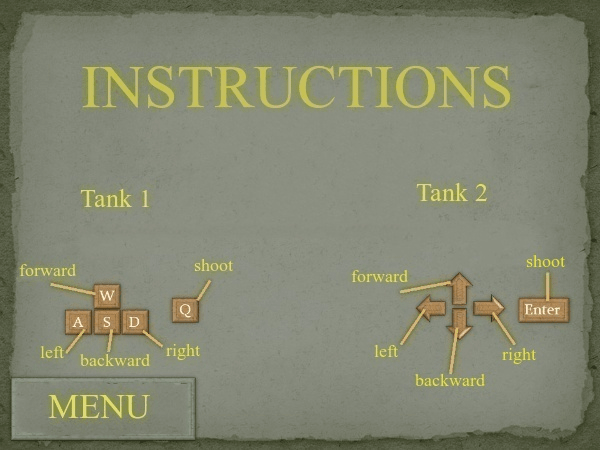 INSTRUCTIONS
Tank 1
Tank 2
forward
shoot
W
Q
A S D
left
backward
right
forward
shoot
Enter
left
right
backward
MENU